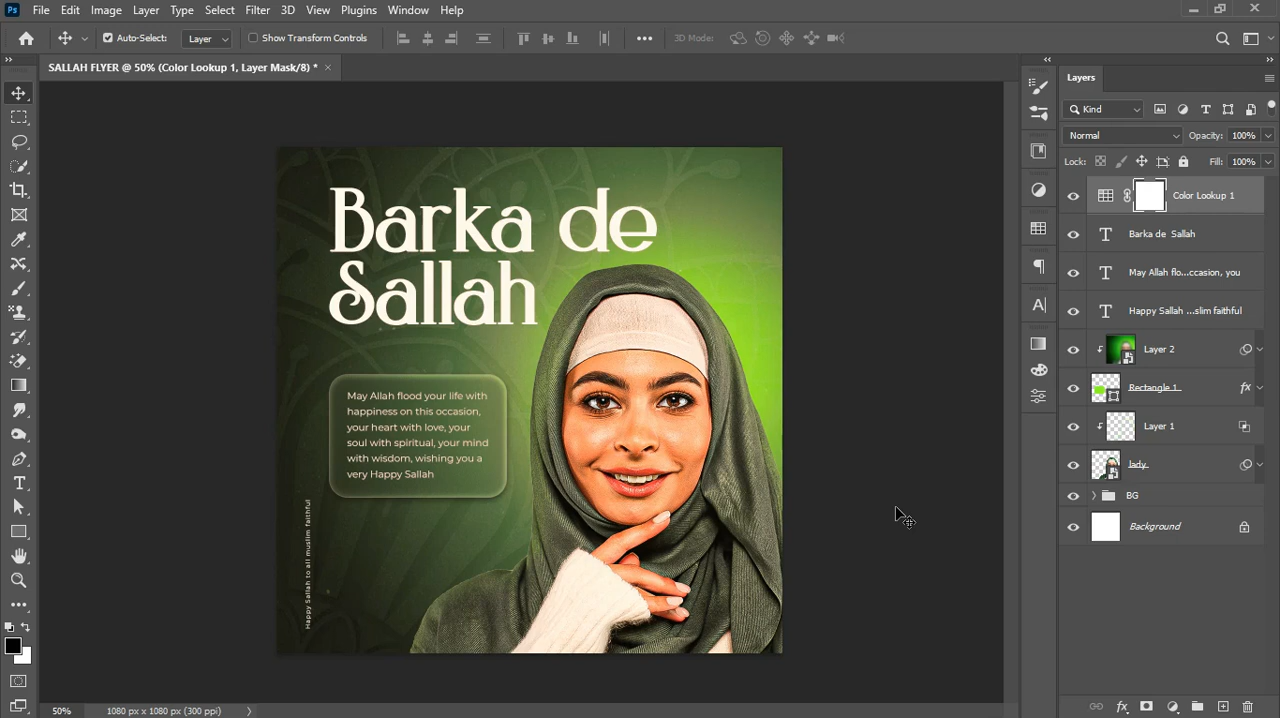 Ps File Edit Image Layer Type Select Filter 3D View Plugins Window Help
Auto-Select: Layer Show Transform Controls 3D Mode:
SALLAH FLYER @ 50% (Color Lookup 1, Layer Mask/8) *
Layers
Kind
Normal Opacity: 100%
Lock: Fill: 100%
Color Lookup 1
Barka de Sallah
May Allah flo...ccasion, you
Happy Sallah ...slim faithful
Layer 2
Rectangle 1
Layer 1
lady
BG
Background
Barka de
Sallah
May Allah flood your life with
happiness on this occasion,
your heart with love, your
soul with spiritual, your mind
with wisdom, wishing you a
very Happy Sallah
Happy Sallah to all muslim faithful
50% 1080 px x 1080 px (300 ppi)